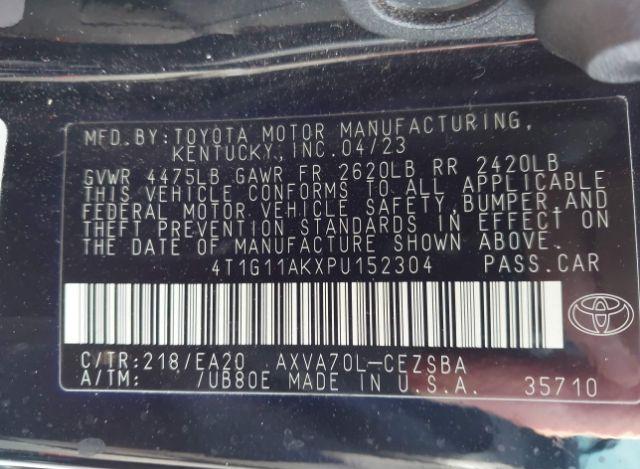 MFD.BY:TOYOTA MOTOR MANUFACTURING,
KENTUCKY, INC. 04/23
GVWR 4475LB GAWR FR 2620LB RR 2420LB
THIS VEHICLE CONFORMS TO ALL APPLICABLE
FEDERAL MOTOR VEHICLE SAFETY,BUMPER,AND
THEFT PREVENTION STANDARDS IN EFFECT ON
THE DATE OF MANUFACTURE SHOWN ABOVE.
4T1G11AKXPU152304 PASS.CAR
C/TR:218/EA20 AXVA70L-CEZSBA
A/TM: /UB80E MADE IN U.S.A. 35710